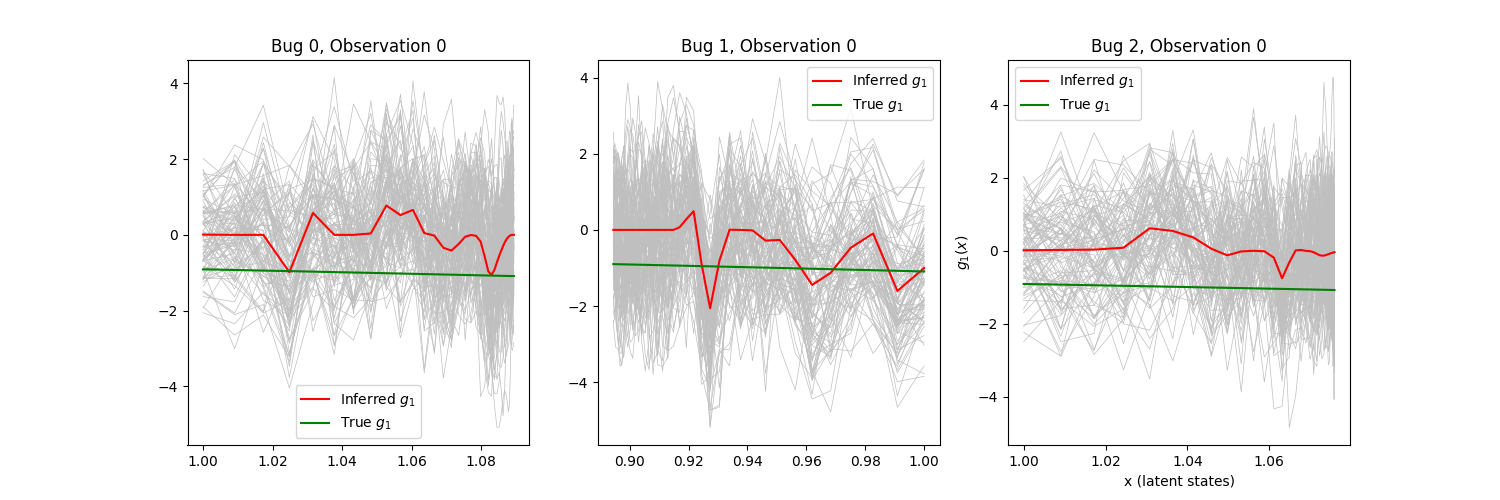 Bug 0, Observation 0
4
2
0
−2
−4
Inferred g₁
True g₁
1.00 1.02 1.04 1.06 1.08
Bug 1, Observation 0
Inferred g₁
True g₁
4
2
0
−2
−4
0.90 0.92 0.94 0.96 0.98 1.00
Bug 2, Observation 0
Inferred g₁
True g₁
g₁(x)
4
2
0
−2
−4
1.00 1.02 1.04 1.06
x (latent states)